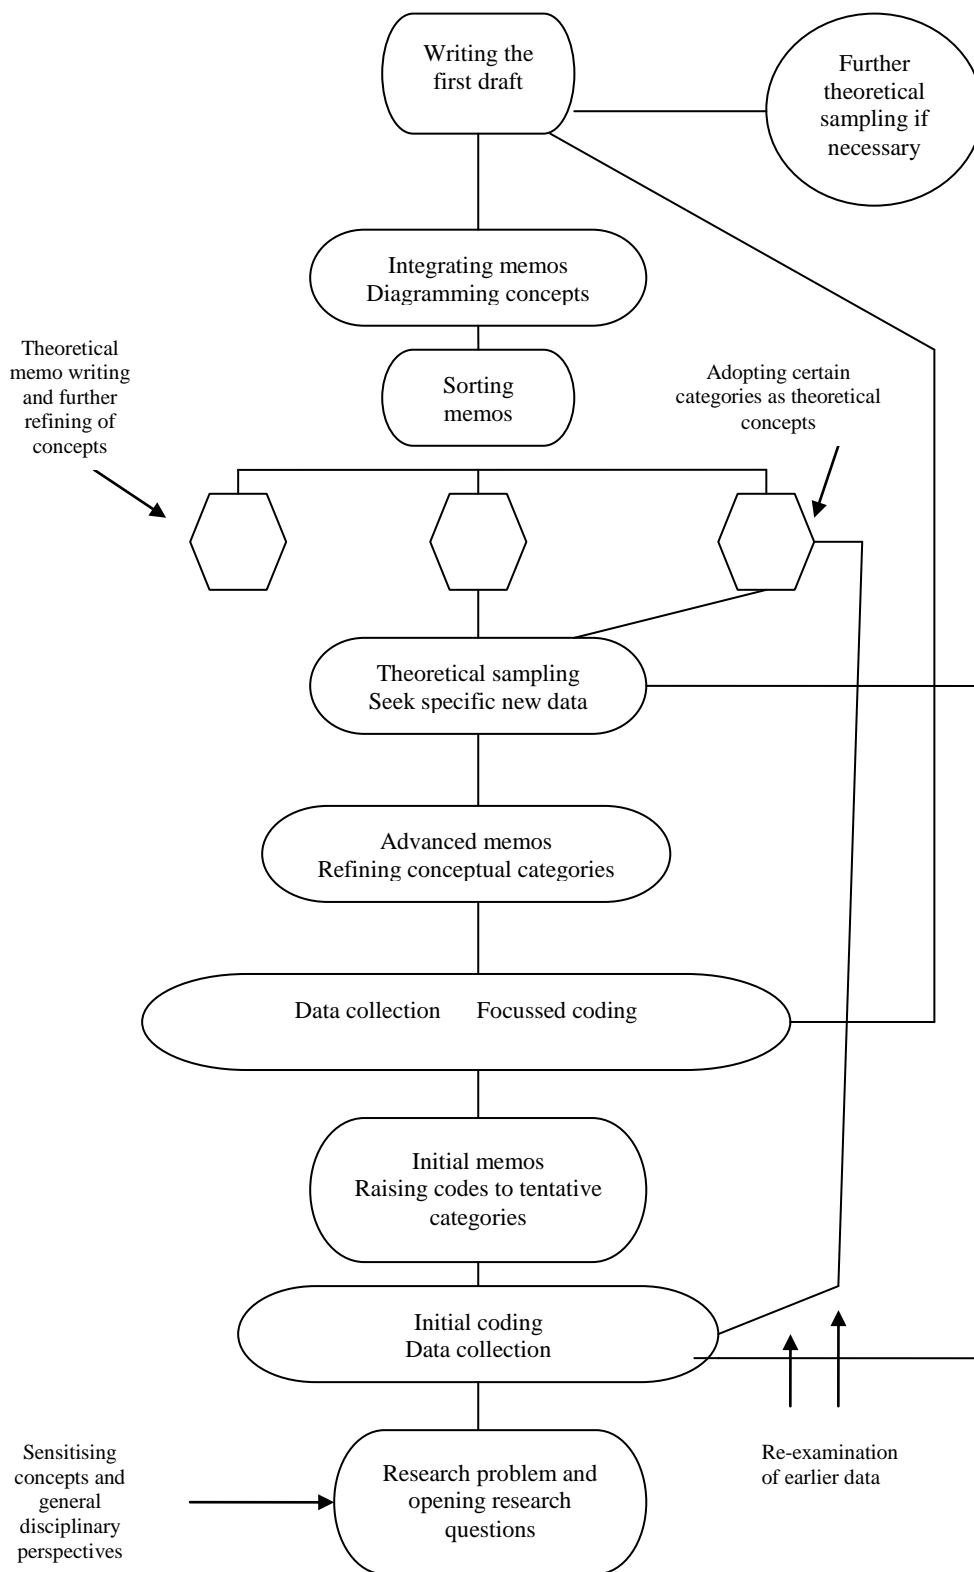 Writing the
first draft
Further
theoretical
sampling if
necessary
Integrating memos
Diagramming concepts
Theoretical
memo writing
and further
refining of
concepts
Sorting
memos
Adopting certain
categories as theoretical
concepts
Theoretical sampling
Seek specific new data
Advanced memos
Refining conceptual categories
Data collection Focussed coding
Initial memos
Raising codes to tentative
categories
Initial coding
Data collection
Sensitising
concepts and
general
disciplinary
perspectives
Research problem and
opening research
questions
Re-examination
of earlier data